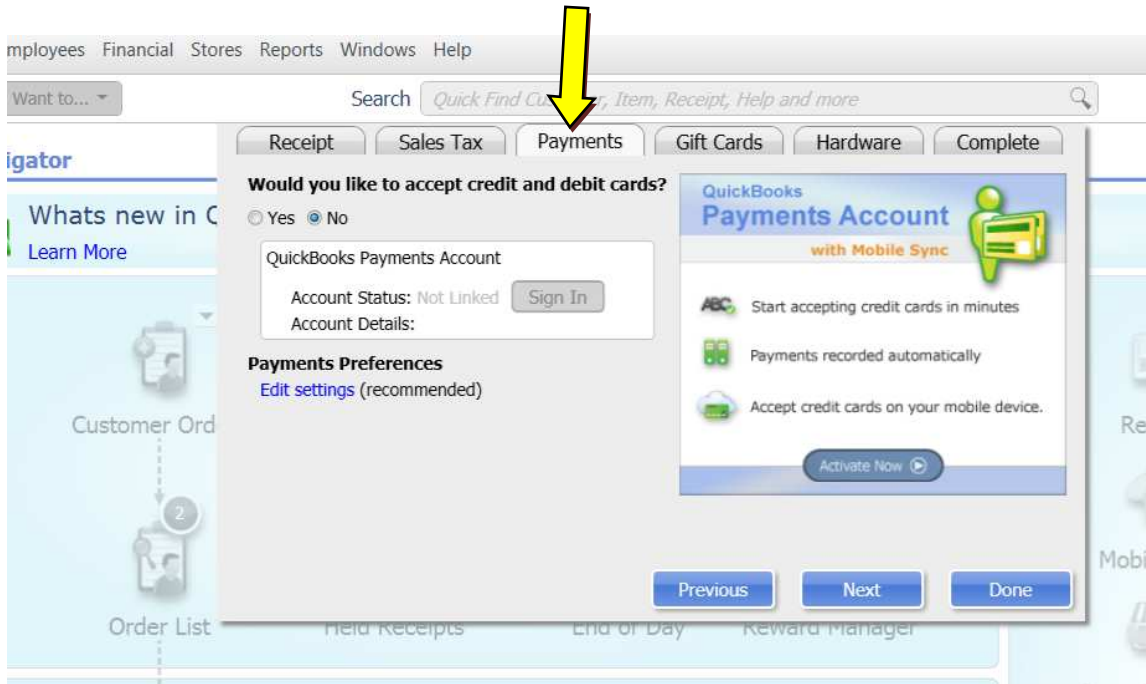 mployees Financial Stores Reports Windows Help
Want to...
Search Quick Find Cus r, Item, Receipt, Help and more
Receipt Sales Tax Payments Gift Cards Hardware Complete
igator
Whats new in
Learn More
Would you like to accept credit and debit cards?
Yes No
QuickBooks Payments Account
Account Status: Not Linked Sign In
Account Details:
Payments Preferences
Edit settings (recommended)
QuickBooks
Payments Account
with Mobile Sync
ABC
Start accepting credit cards in minutes
Payments recorded automatically
Accept credit cards on your mobile device.
Activate Now
Previous Next Done
Customer Ord
2
Order List
Held Receipts
End of Day
Reward Manager
Re
Mobi